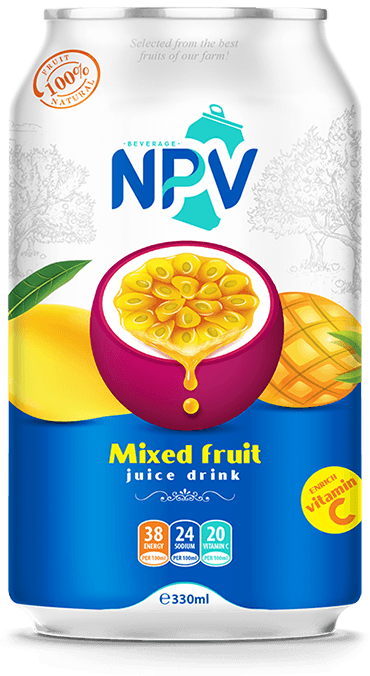 Selected from the best
fruits of our farm!
FRUIT
100%
NATURAL
BEVERAGE
NPV
Mixed fruit
juice drink
ENRICH
vitamin
C
38
ENERGY
PER 100ml
24
SODIUM
PER 100ml
20
VITAMIN C
PER 100ml
℮330ml